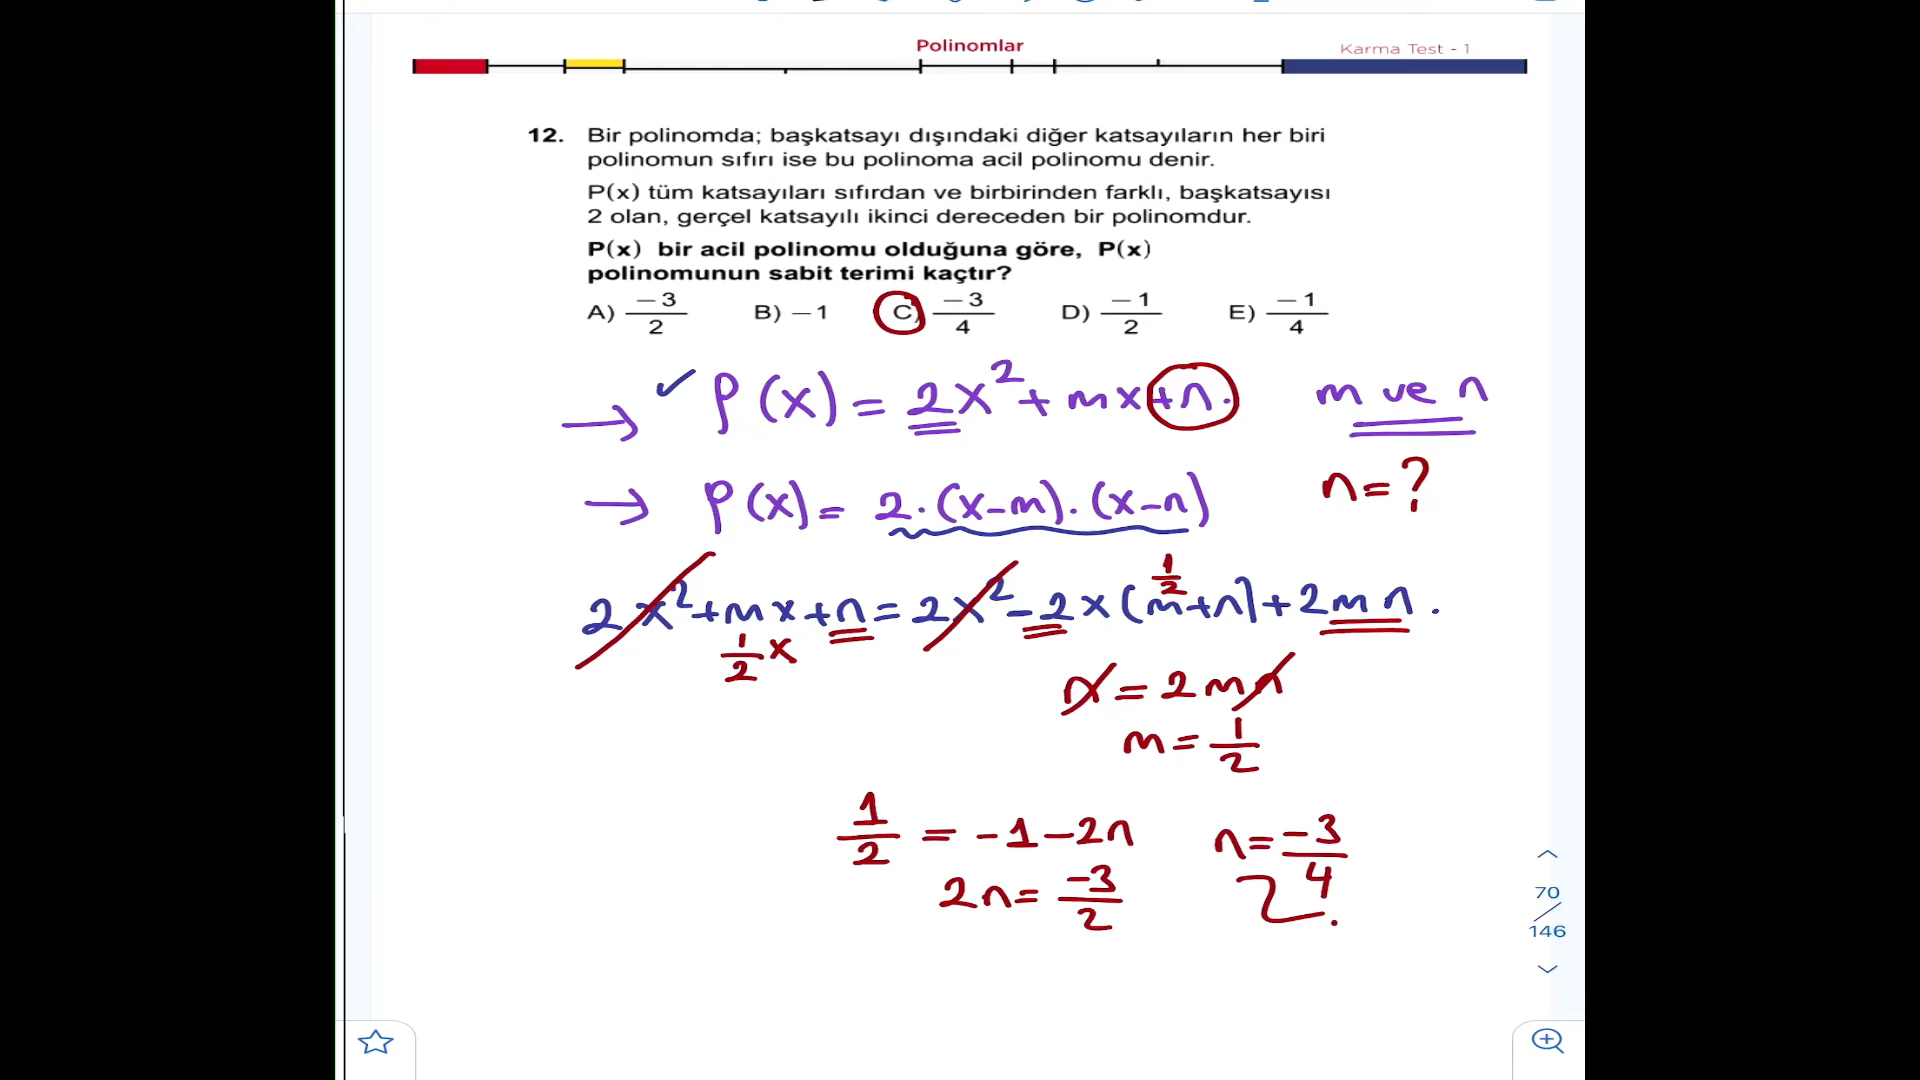 Polinomlar
Karma Test - 1
12. Bir polinomda; başkatsayı dışındaki diğer katsayıların her biri
polinomun sıfırı ise bu polinoma acil polinomu denir.
P(x) tüm katsayıları sıfırdan ve birbirinden farklı, başkatsayısı
2 olan, gerçel katsayılı ikinci dereceden bir polinomdur.
P(x) bir acil polinomu olduğuna göre, P(x)
polinomunun sabit terimi kaçtır?
A) −3/2 B) −1 C) −3/4 D) −1/2 E) −1/4
→ ✓ P(x) = 2x² + mx + n. m ve n
→ P(x) = 2.(x−m).(x−n) n = ?
2x² + mx + n = 2x² − 2x(m+n) + 2mn.
1/2 x
1/2
n = 2mn
m = 1/2
1/2 = −1 − 2n
2n = −3/2
n = −3/4
70/146